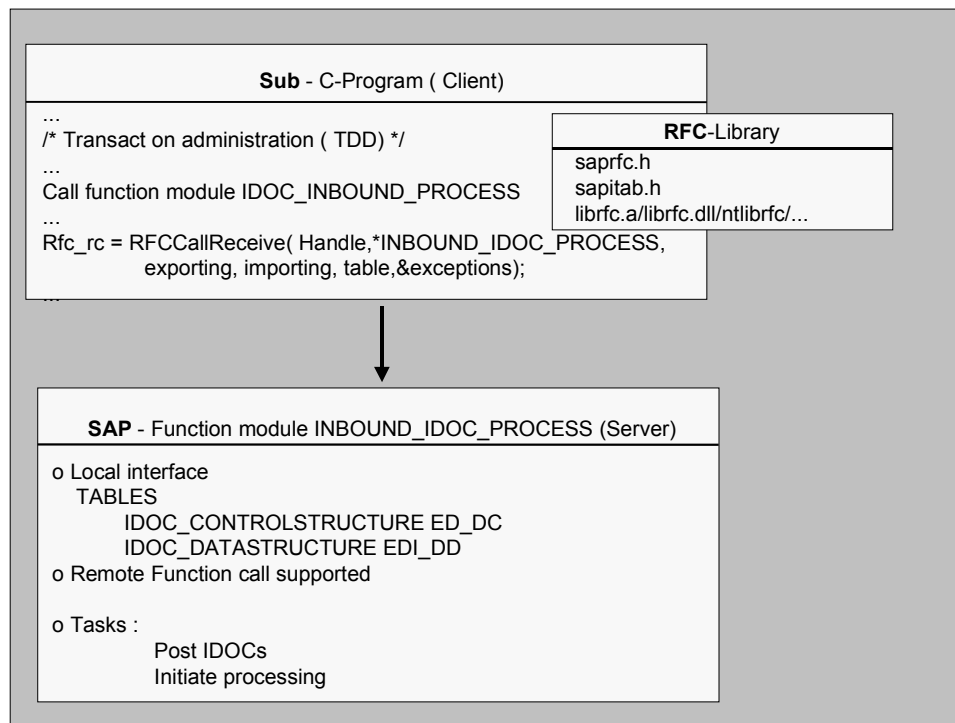 Sub - C-Program ( Client)
...
/* Transact on administration ( TDD) */
...
Call function module IDOC_INBOUND_PROCESS
...
Rfc_rc = RFCCallReceive( Handle,*INBOUND_IDOC_PROCESS,
exporting, importing, table,&exceptions);
...
RFC-Library
saprfc.h
sapitab.h
librfc.a/librfc.dll/ntlibrfc/...
SAP - Function module INBOUND_IDOC_PROCESS (Server)
o Local interface
TABLES
IDOC_CONTROLSTRUCTURE ED_DC
IDOC_DATASTRUCTURE EDI_DD
o Remote Function call supported
o Tasks :
Post IDOCs
Initiate processing